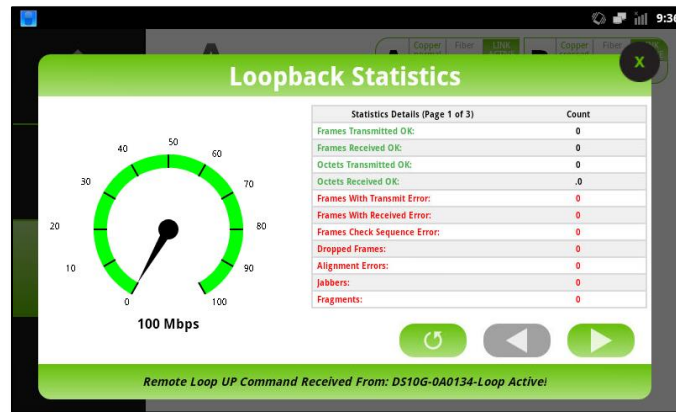 9:36
Copper Fiber LINK
Copper Fiber
Loopback Statistics
X
Statistics Details (Page 1 of 3) Count
Frames Transmitted OK: 0
Frames Received OK: 0
Octets Transmitted OK: 0
Octets Received OK: .0
Frames With Transmit Error: 0
Frames With Received Error: 0
Frames Check Sequence Error: 0
Dropped Frames: 0
Alignment Errors: 0
Jabbers: 0
Fragments: 0
0
10
20
30
40
50
60
70
80
90
100
100 Mbps
Remote Loop UP Command Received From: DS10G-0A0134-Loop Active!